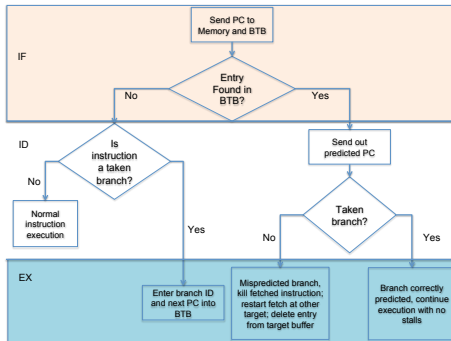 Send PC to
Memory and BTB
IF
Entry
Found in
BTB?
No
Yes
ID
Is
instruction
a taken
branch?
Send out
predicted PC
No
Normal
instruction
execution
Yes
Taken
branch?
No
Yes
EX
Enter branch ID
and next PC into
BTB
Mispredicted branch,
kill fetched instruction;
restart fetch at other
target; delete entry
from target buffer
Branch correctly
predicted, continue
execution with no
stalls